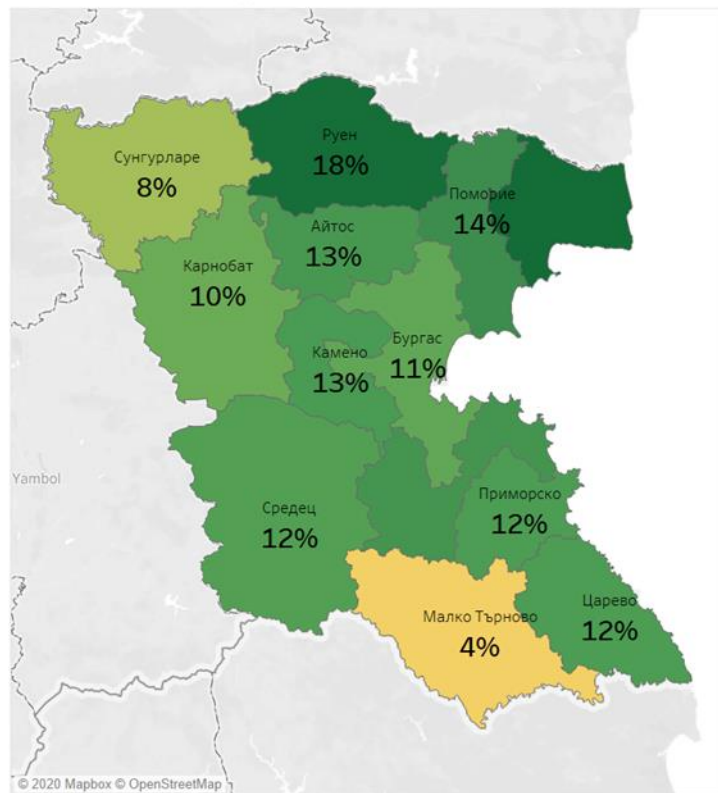 Руен
18%
Сунгурларе
8%
Поморие
14%
Айтос
13%
Карнобат
10%
Бургас
11%
Камено
13%
Yambol
Приморско
12%
Средец
12%
Царево
12%
Малко Търново
4%
© 2020 Mapbox © OpenStreetMap